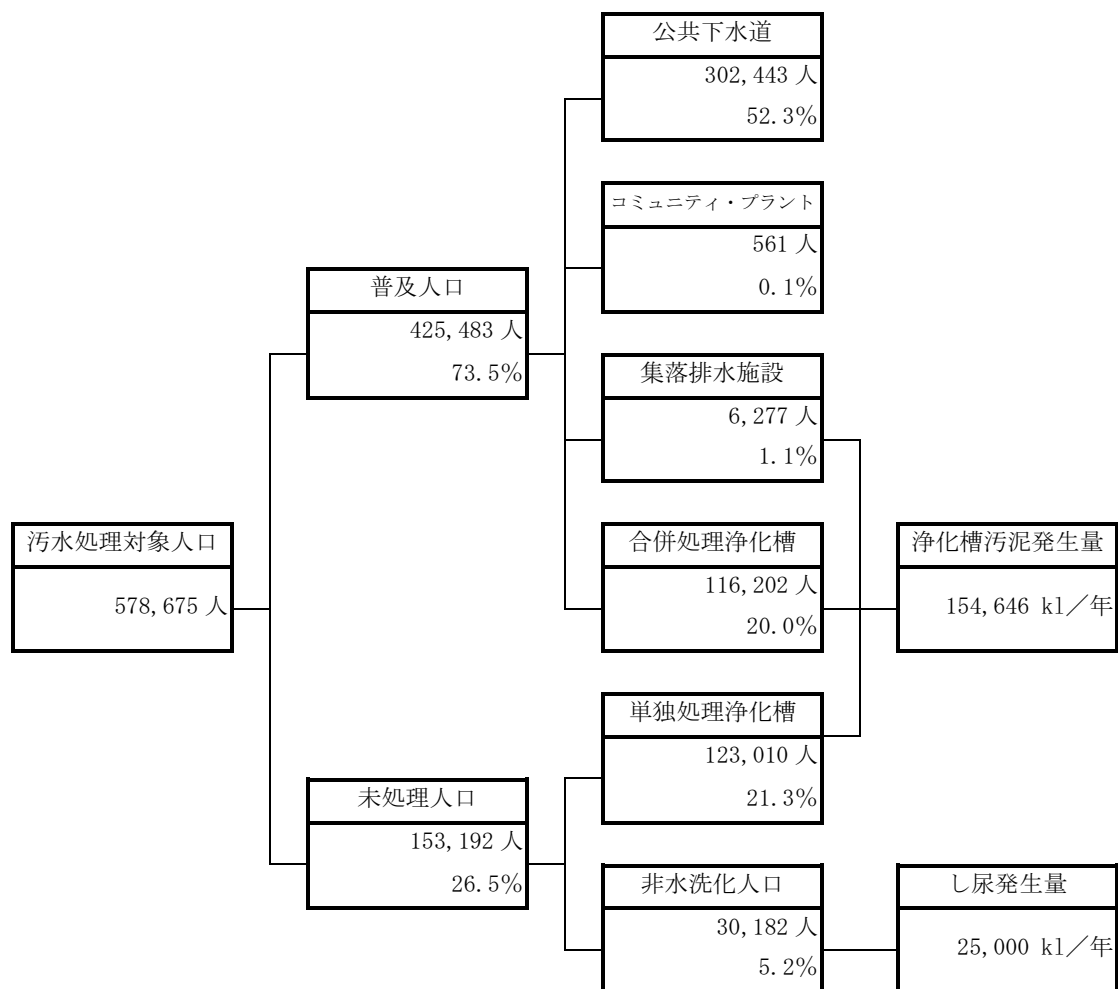 公共下水道
302,443 人
52.3%
コミュニティ・プラント
561 人
0.1%
普及人口
425,483 人
73.5%
集落排水施設
6,277 人
1.1%
汚水処理対象人口
578,675 人
合併処理浄化槽
116,202 人
20.0%
浄化槽汚泥発生量
154,646 kl／年
単独処理浄化槽
123,010 人
21.3%
未処理人口
153,192 人
26.5%
非水洗化人口
30,182 人
5.2%
し尿発生量
25,000 kl／年